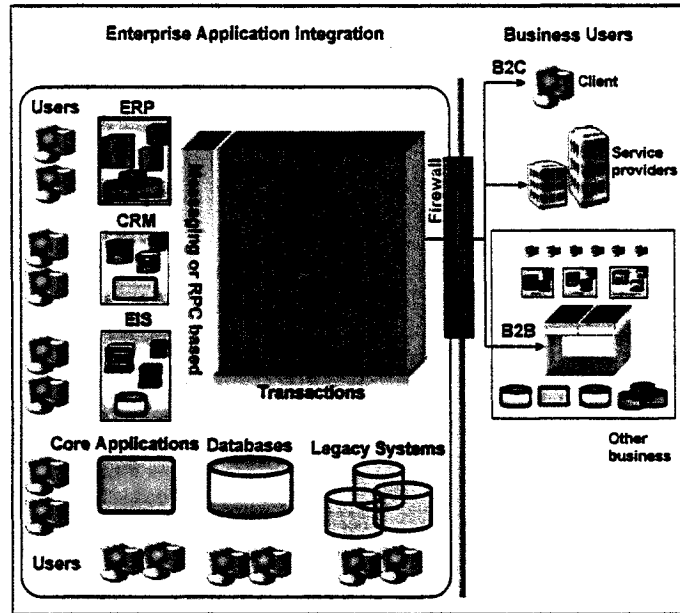 Enterprise Application Integration
Business Users
Users
ERP
CRM
EIS
Messaging or RPC based
Transactions
Firewall
B2C
Client
Service
providers
B2B
Other
business
Core Applications
Databases
Legacy Systems
Users